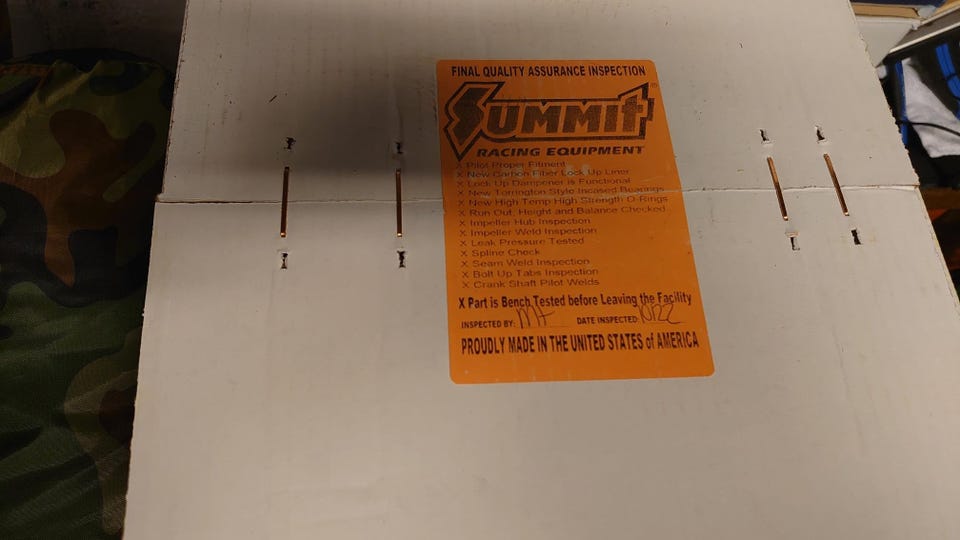 FINAL QUALITY ASSURANCE INSPECTION
SUMMIT®
RACING EQUIPMENT
X Pilot Proper Fitment
X New Carbon Fiber Lock Up Liner
X Lock Up Dampener is Functional
X New Torrington Style Incased Bearings
X New High Temp High Strength O-Rings
X Run Out, Height and Balance Checked
X Impeller Hub Inspection
X Impeller Weld Inspection
X Leak Pressure Tested
X Spline Check
X Seam Weld Inspection
X Bolt Up Tabs Inspection
X Crank Shaft Pilot Welds
X Part is Bench Tested before Leaving the Facility
INSPECTED BY: MF DATE INSPECTED: 10/22
PROUDLY MADE IN THE UNITED STATES of AMERICA